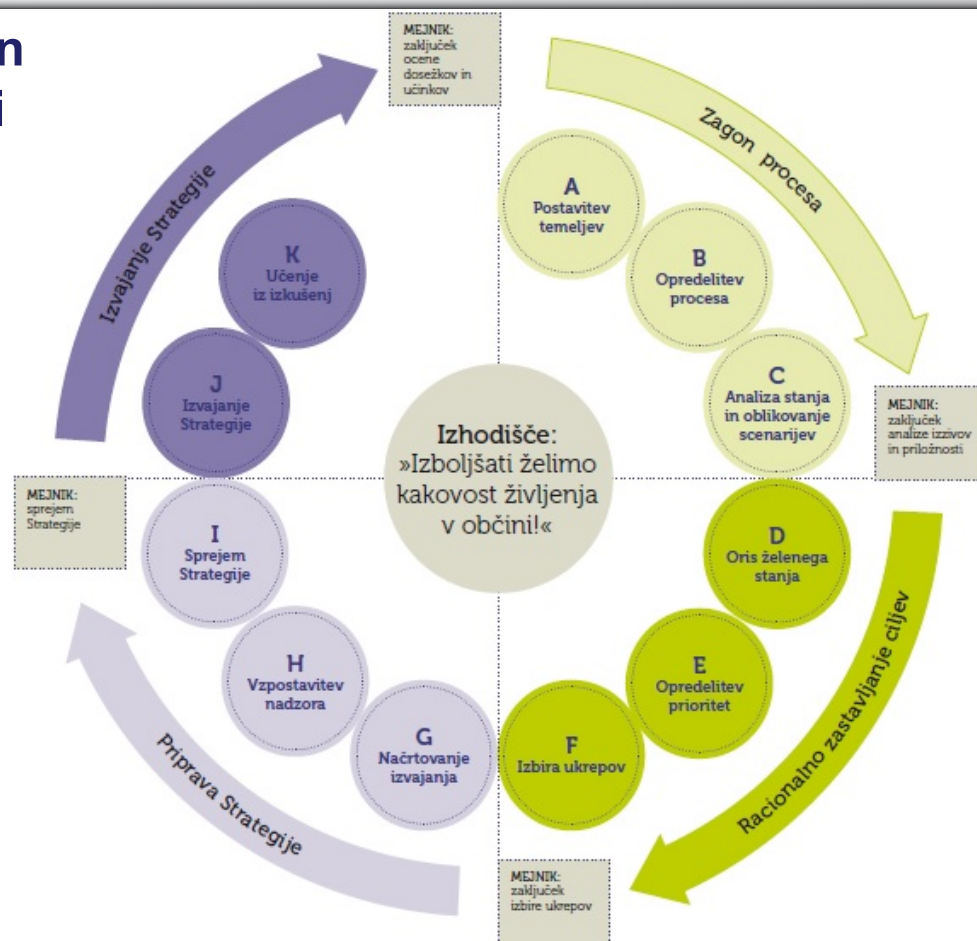 n
i
MEJNIK:
zaključek
ocene
dosežkov in
učinkov
Zagon procesa
A
Postavitev
temeljev
B
Opredelitev
procesa
C
Analiza stanja
in oblikovanje
scenarijev
MEJNIK:
zaključek
analize izzivov
in priložnosti
Izhodišče:
»Izboljšati želimo
kakovost življenja
v občini!«
D
Oris želenega
stanja
E
Opredelitev
prioritet
F
Izbira ukrepov
Racionalno zastavljanje ciljev
MEJNIK:
zaključek
izbire ukrepov
G
Načrtovanje
izvajanja
H
Vzpostavitev
nadzora
I
Sprejem
Strategije
Priprava Strategije
MEJNIK:
sprejem
Strategije
J
Izvajanje
Strategije
K
Učenje
iz izkušenj
Izvajanje Strategije